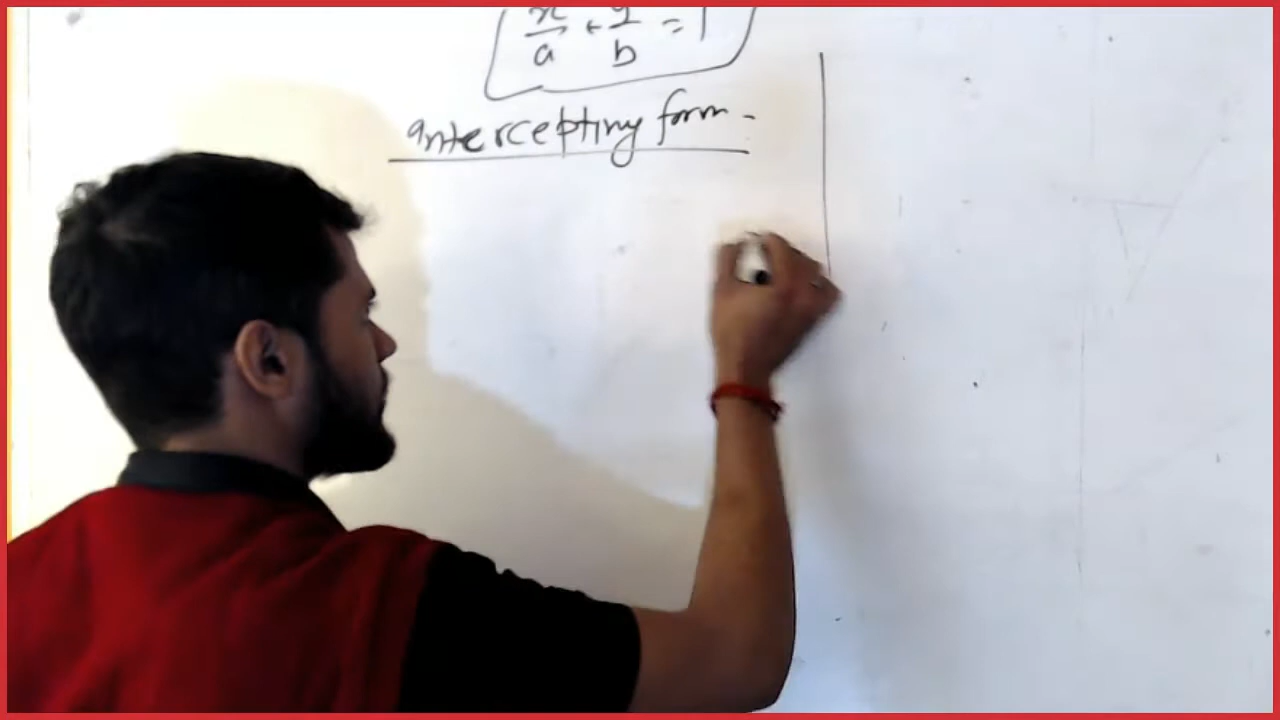 x/a + y/b = 1
intercepting form -